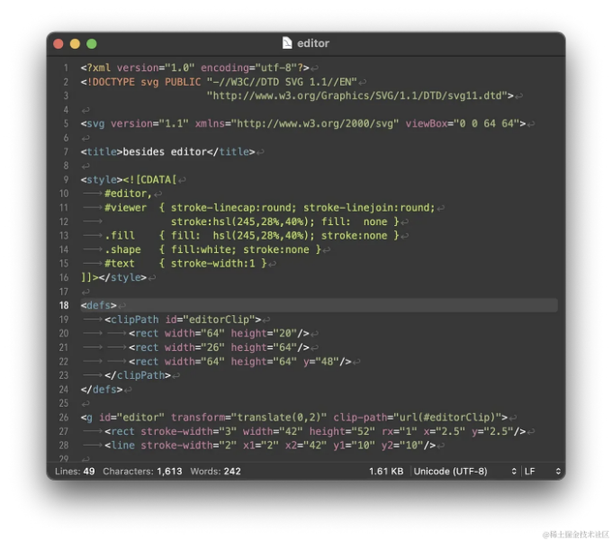 editor
1 <?xml version="1.0" encoding="utf-8"?>
2 <!DOCTYPE svg PUBLIC "-//W3C//DTD SVG 1.1//EN"
3 "http://www.w3.org/Graphics/SVG/1.1/DTD/svg11.dtd">
4
5 <svg version="1.1" xmlns="http://www.w3.org/2000/svg" viewBox="0 0 64 64">
6
7 <title>besides editor</title>
8
9 <style><![CDATA[
10 #editor,
11 #viewer { stroke-linecap:round; stroke-linejoin:round;
12 stroke:hsl(245,28%,40%); fill: none }
13 .fill { fill: hsl(245,28%,40%); stroke:none }
14 .shape { fill:white; stroke:none }
15 #text { stroke-width:1 }
16 ]]></style>
17
18 <defs>
19 <clipPath id="editorClip">
20 <rect width="64" height="20"/>
21 <rect width="26" height="64"/>
22 <rect width="64" height="64" y="48"/>
23 </clipPath>
24 </defs>
25
26 <g id="editor" transform="translate(0,2)" clip-path="url(#editorClip)">
27 <rect stroke-width="3" width="42" height="52" rx="1" x="2.5" y="2.5"/>
28 <line stroke-width="2" x1="2" x2="42" y1="10" y2="10"/>
29
Lines: 49 Characters: 1,613 Words: 242 1.61 KB Unicode (UTF-8) LF
@稀土掘金技术社区